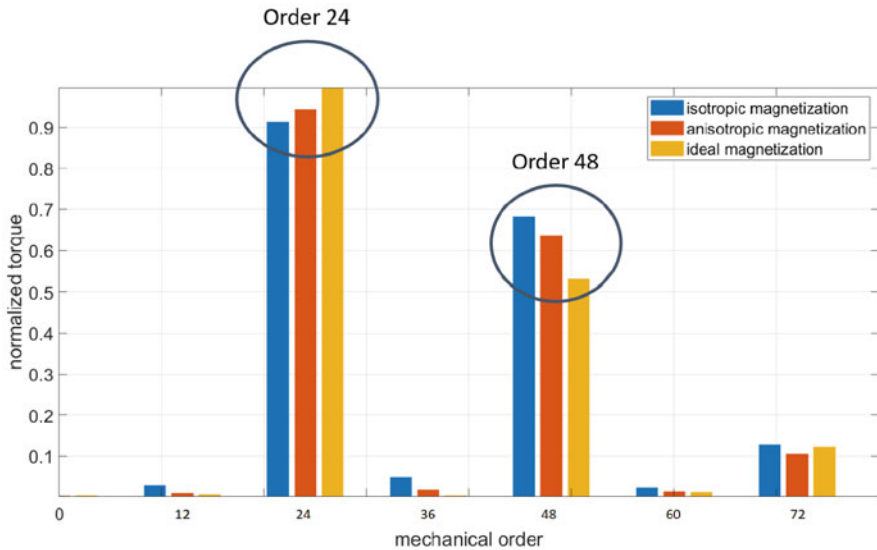 Order 24
isotropic magnetization
anisotropic magnetization
ideal magnetization
Order 48
normalized torque
0.9
0.8
0.7
0.6
0.5
0.4
0.3
0.2
0.1
0 12 24 36 48 60 72
mechanical order